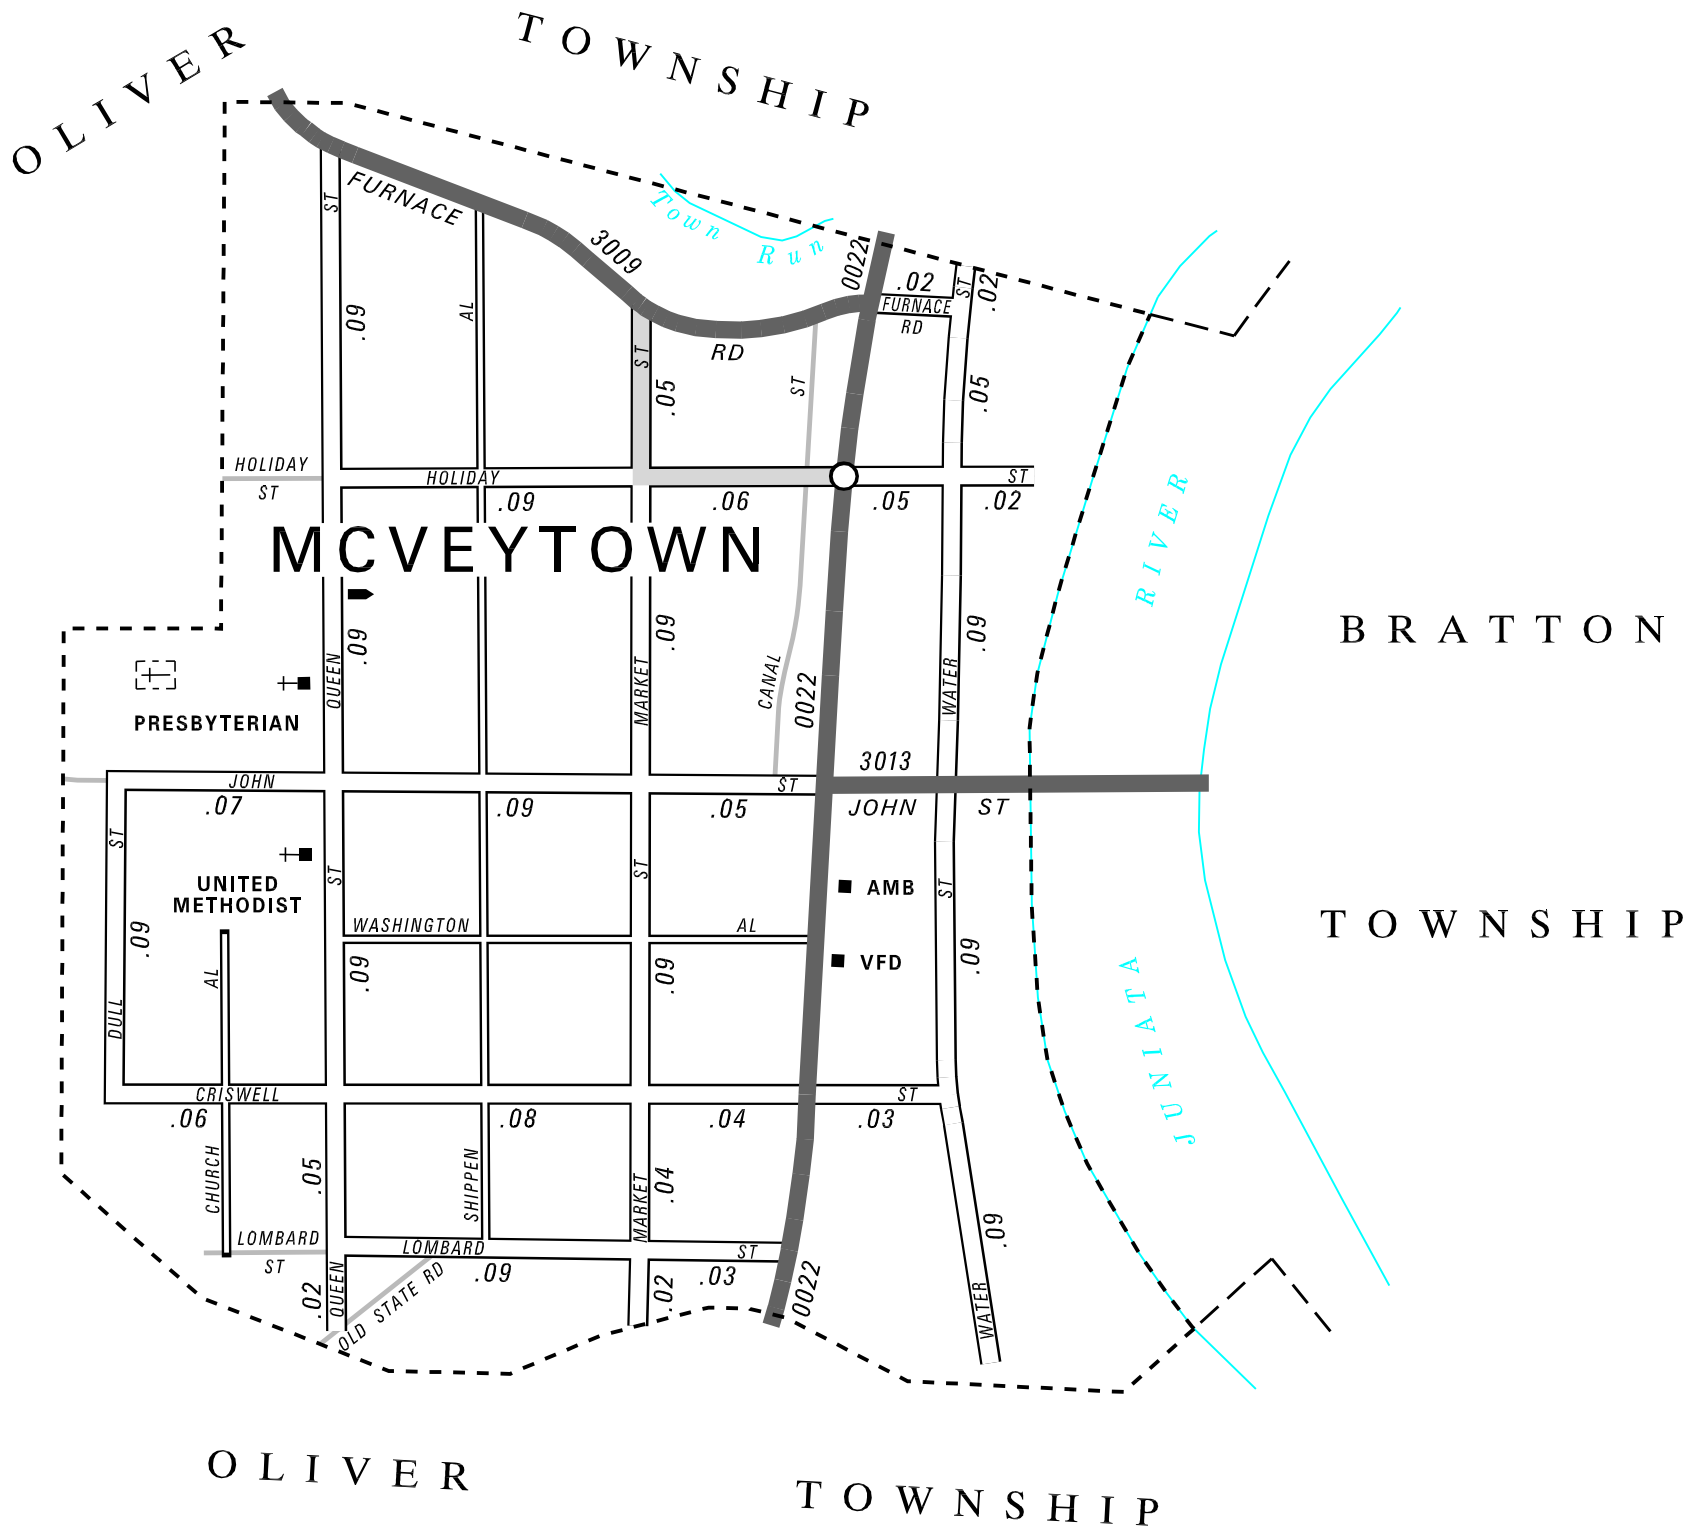 OLIVER
TOWNSHIP
FURNACE
3009
RD
Town Run
0022
.02
FURNACE
RD
ST
.02
ST
.09
AL
ST
.05
ST
.05
HOLIDAY
ST
HOLIDAY
.09
.06
.05
ST
.02
MCVEYTOWN
RIVER
BRATTON
TOWNSHIP
QUEEN
.09
MARKET
.09
CANAL
0022
WATER
.09
PRESBYTERIAN
JOHN
.07
.09
.05
ST
3013
JOHN
ST
ST
UNITED
METHODIST
ST
ST
AMB
ST
VFD
WASHINGTON
AL
.09
AL
DULL
.09
.09
.09
JUNIATA
CRISWELL
.06
.08
.04
ST
.03
CHURCH
.05
SHIPPEN
MARKET
.04
.09
LOMBARD
ST
LOMBARD
.09
ST
.03
.02
QUEEN
OLD STATE RD
.02
0022
WATER
OLIVER
TOWNSHIP